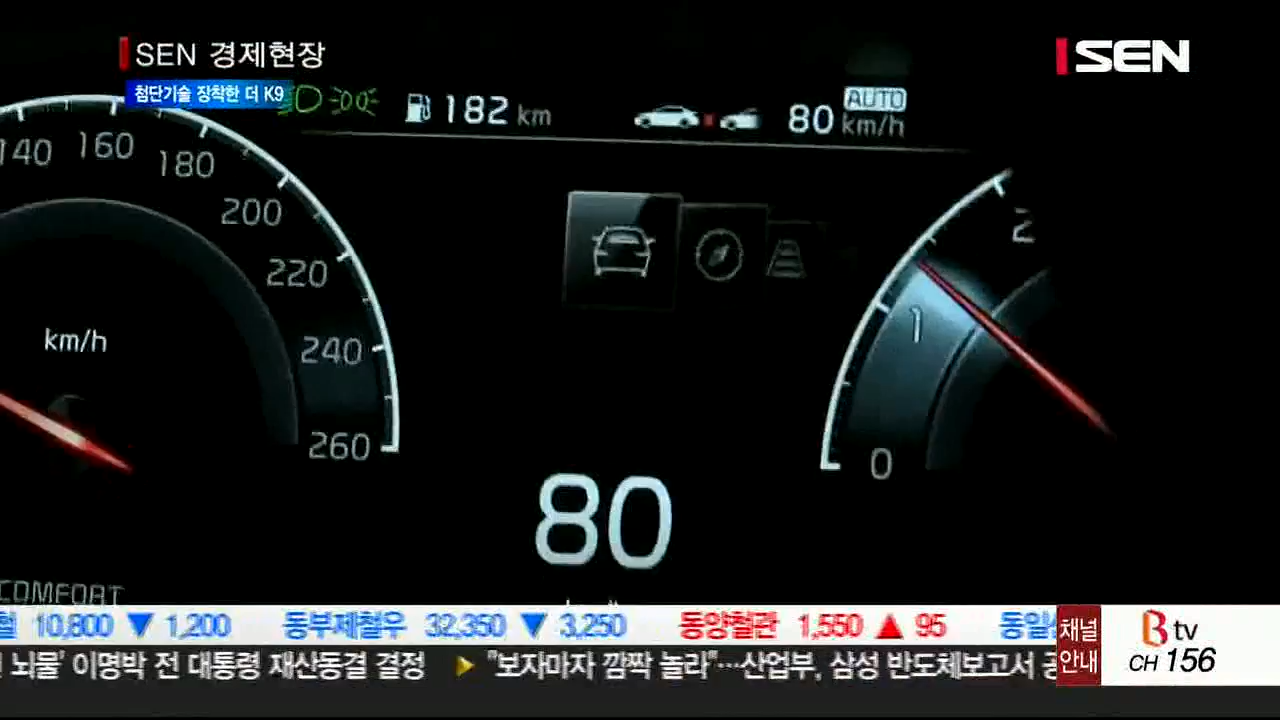 SEN 경제현장
SEN
첨단기술 장착한 더 K9
182 km
80 km/h
AUTO
140
160
180
200
220
240
260
km/h
2
1
0
80
COMFORT
10,800 ▼ 1,200 동부제철우 32,350 ▼ 3,250 동양철관 1,550 ▲ 95 동일
뇌물' 이명박 전 대통령 재산동결 결정 ▶ "보자마자 깜짝 놀라"…산업부, 삼성 반도체보고서
채널
안내
B tv
CH 156